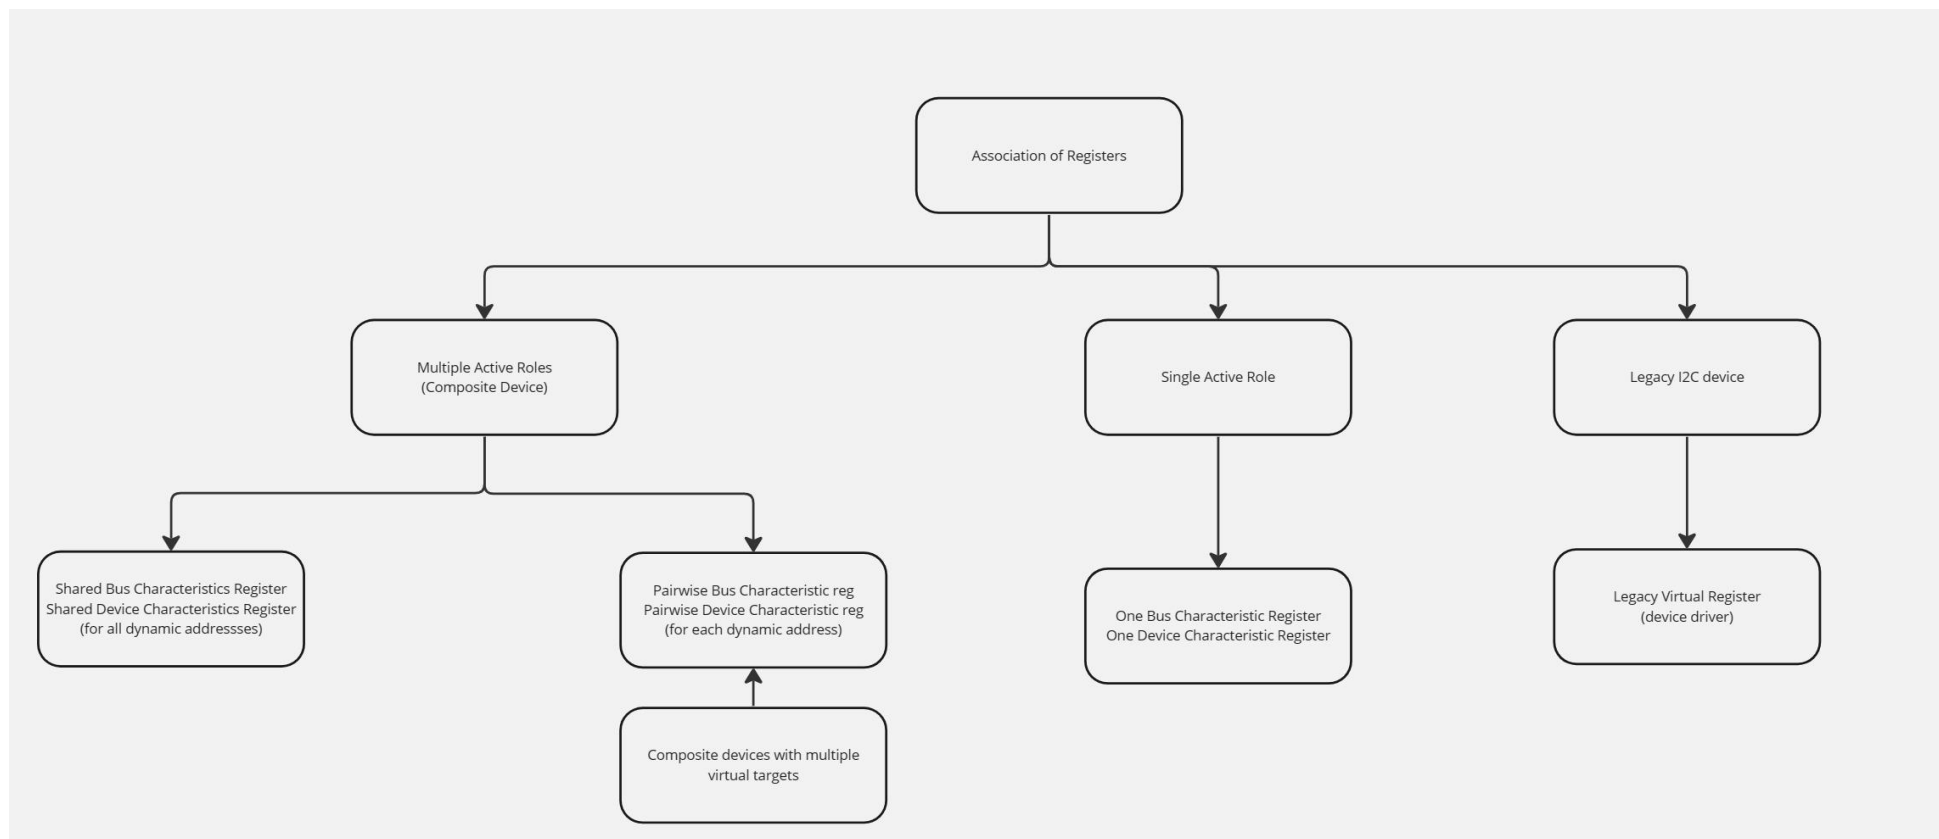 Association of Registers
Multiple Active Roles
(Composite Device)
Single Active Role
Legacy I2C device
Shared Bus Characteristics Register
Shared Device Characteristics Register
(for all dynamic addressses)
Pairwise Bus Characteristic reg
Pairwise Device Characteristic reg
(for each dynamic address)
One Bus Characteristic Register
One Device Characteristic Register
Legacy Virtual Register
(device driver)
Composite devices with multiple
virtual targets